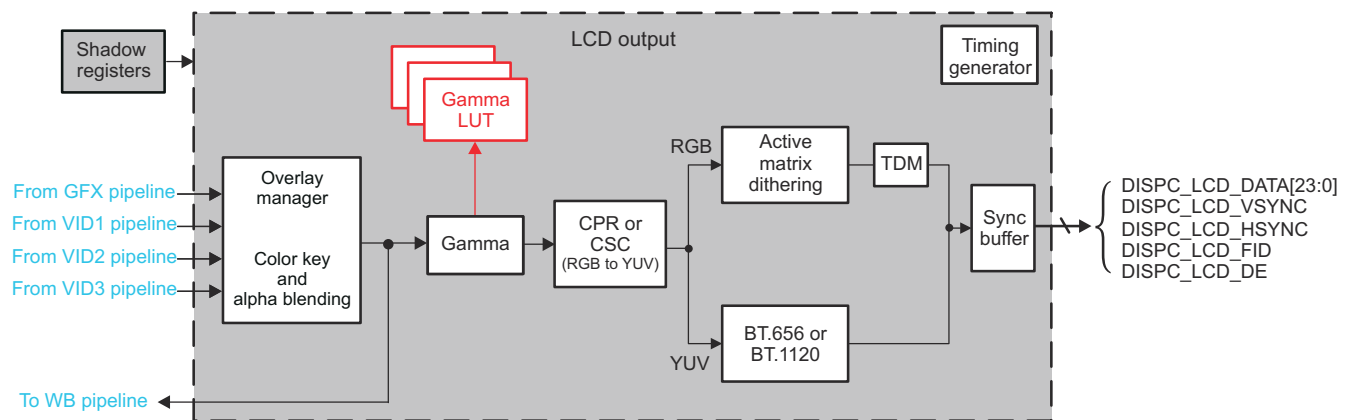 Shadow
registers
LCD output
Timing
generator
Gamma
LUT
From GFX pipeline
From VID1 pipeline
From VID2 pipeline
From VID3 pipeline
Overlay
manager
Color key
and
alpha blending
Gamma
CPR or
CSC
(RGB to YUV)
RGB
Active
matrix
dithering
TDM
YUV
BT.656 or
BT.1120
Sync
buffer
DISPC_LCD_DATA[23:0]
DISPC_LCD_VSYNC
DISPC_LCD_HSYNC
DISPC_LCD_FID
DISPC_LCD_DE
To WB pipeline